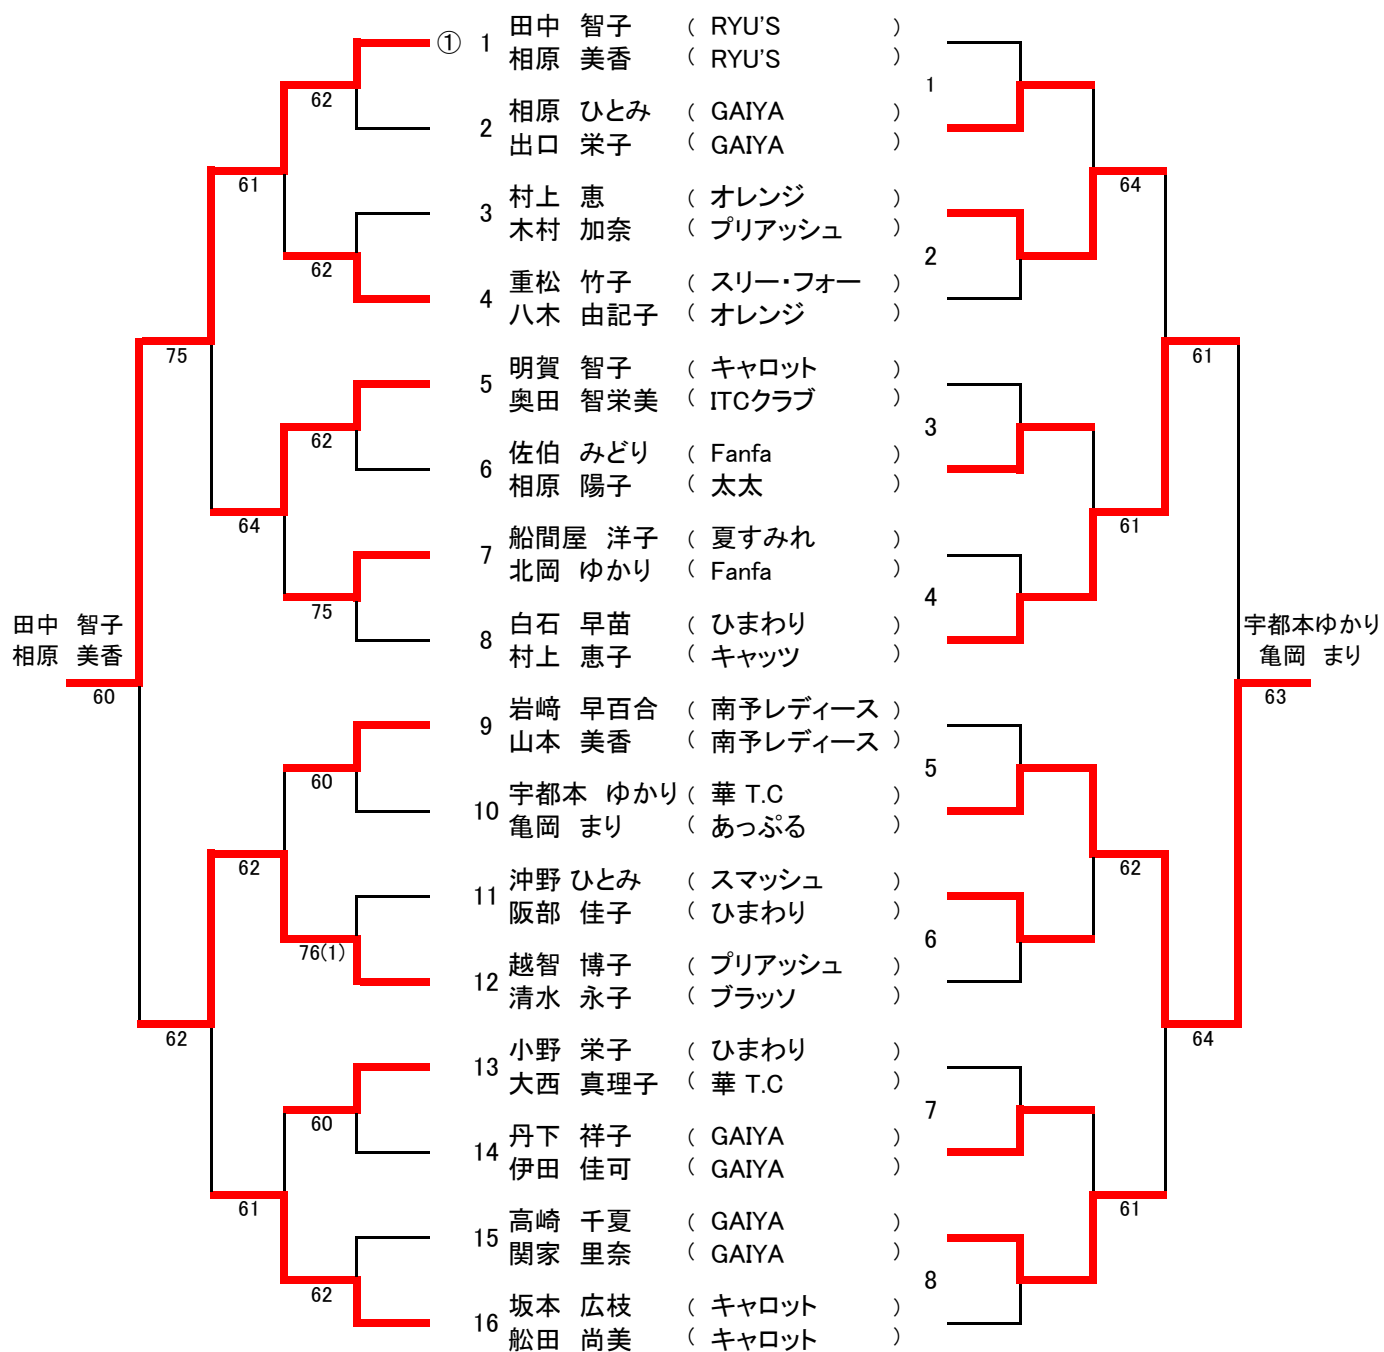 ① 1 田中 智子 ( RYU'S )
相原 美香 ( RYU'S )
1
62
2 相原 ひとみ ( GAIYA )
出口 栄子 ( GAIYA )
61
64
3 村上 恵 ( オレンジ )
木村 加奈 ( プリアッシュ )
2
62
4 重松 竹子 ( スリー・フォー )
八木 由記子 ( オレンジ )
75
61
5 明賀 智子 ( キャロット )
奥田 智栄美 ( ITCクラブ )
3
62
6 佐伯 みどり ( Fanfa )
相原 陽子 ( 太太 )
64
61
7 船間屋 洋子 ( 夏すみれ )
北岡 ゆかり ( Fanfa )
4
75
8 白石 早苗 ( ひまわり )
村上 恵子 ( キャッツ )
田中 智子
相原 美香
60
宇都本ゆかり
亀岡 まり
63
9 岩﨑 早百合 ( 南予レディース )
山本 美香 ( 南予レディース )
5
60
10 宇都本 ゆかり ( 華 T.C )
亀岡 まり ( あっぷる )
62
62
11 沖野 ひとみ ( スマッシュ )
阪部 佳子 ( ひまわり )
6
76(1)
12 越智 博子 ( プリアッシュ )
清水 永子 ( ブラッソ )
62
64
13 小野 栄子 ( ひまわり )
大西 真理子 ( 華 T.C )
7
60
14 丹下 祥子 ( GAIYA )
伊田 佳可 ( GAIYA )
61
61
15 高崎 千夏 ( GAIYA )
関家 里奈 ( GAIYA )
8
62
16 坂本 広枝 ( キャロット )
舩田 尚美 ( キャロット )